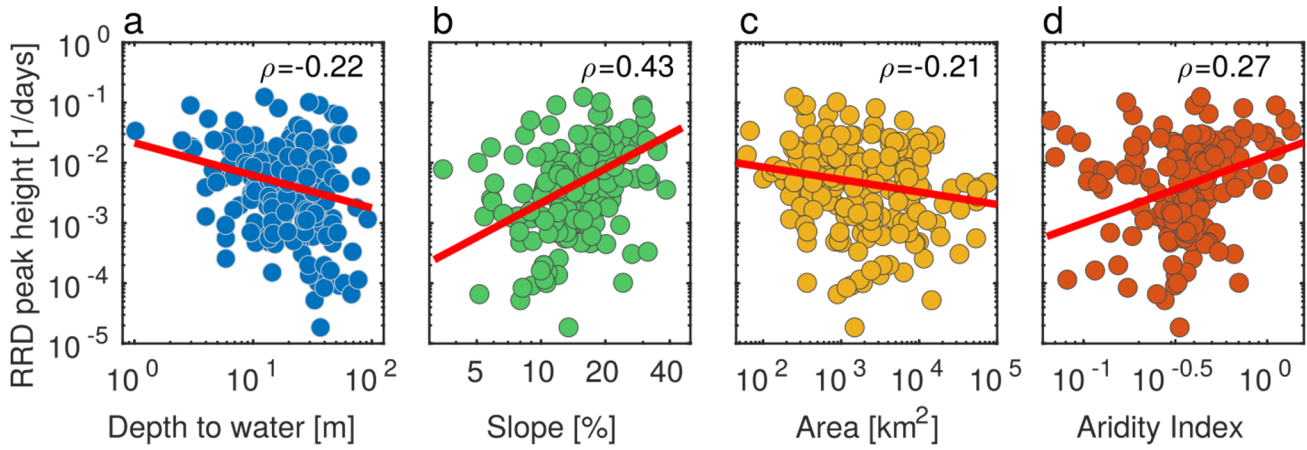 a b c d
RRD peak height [1/days]
10^0
10^-1
10^-2
10^-3
10^-4
10^-5
ρ=-0.22 ρ=0.43 ρ=-0.21 ρ=0.27
10^0 10^1 10^2 5 10 20 40 10^2 10^3 10^4 10^5 10^-1 10^-0.5 10^0
Depth to water [m] Slope [%] Area [km^2] Aridity Index